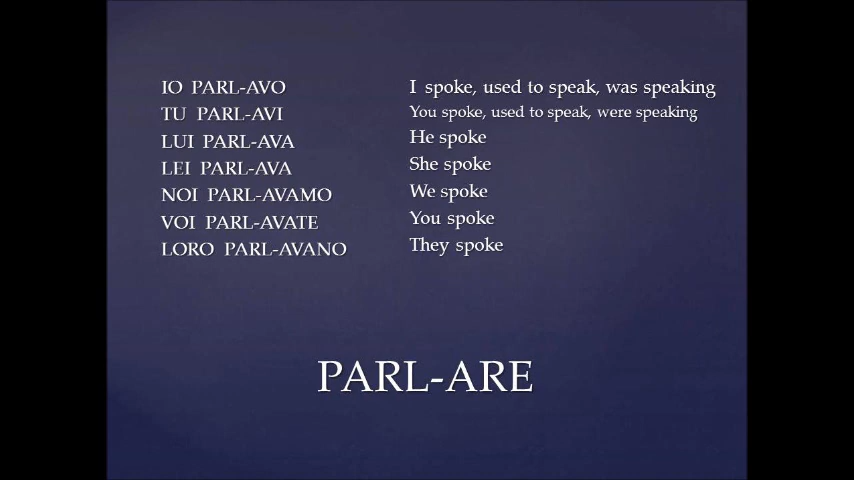 IO PARL-AVO I spoke, used to speak, was speaking
TU PARL-AVI You spoke, used to speak, were speaking
LUI PARL-AVA He spoke
LEI PARL-AVA She spoke
NOI PARL-AVAMO We spoke
VOI PARL-AVATE You spoke
LORO PARL-AVANO They spoke
PARL-ARE